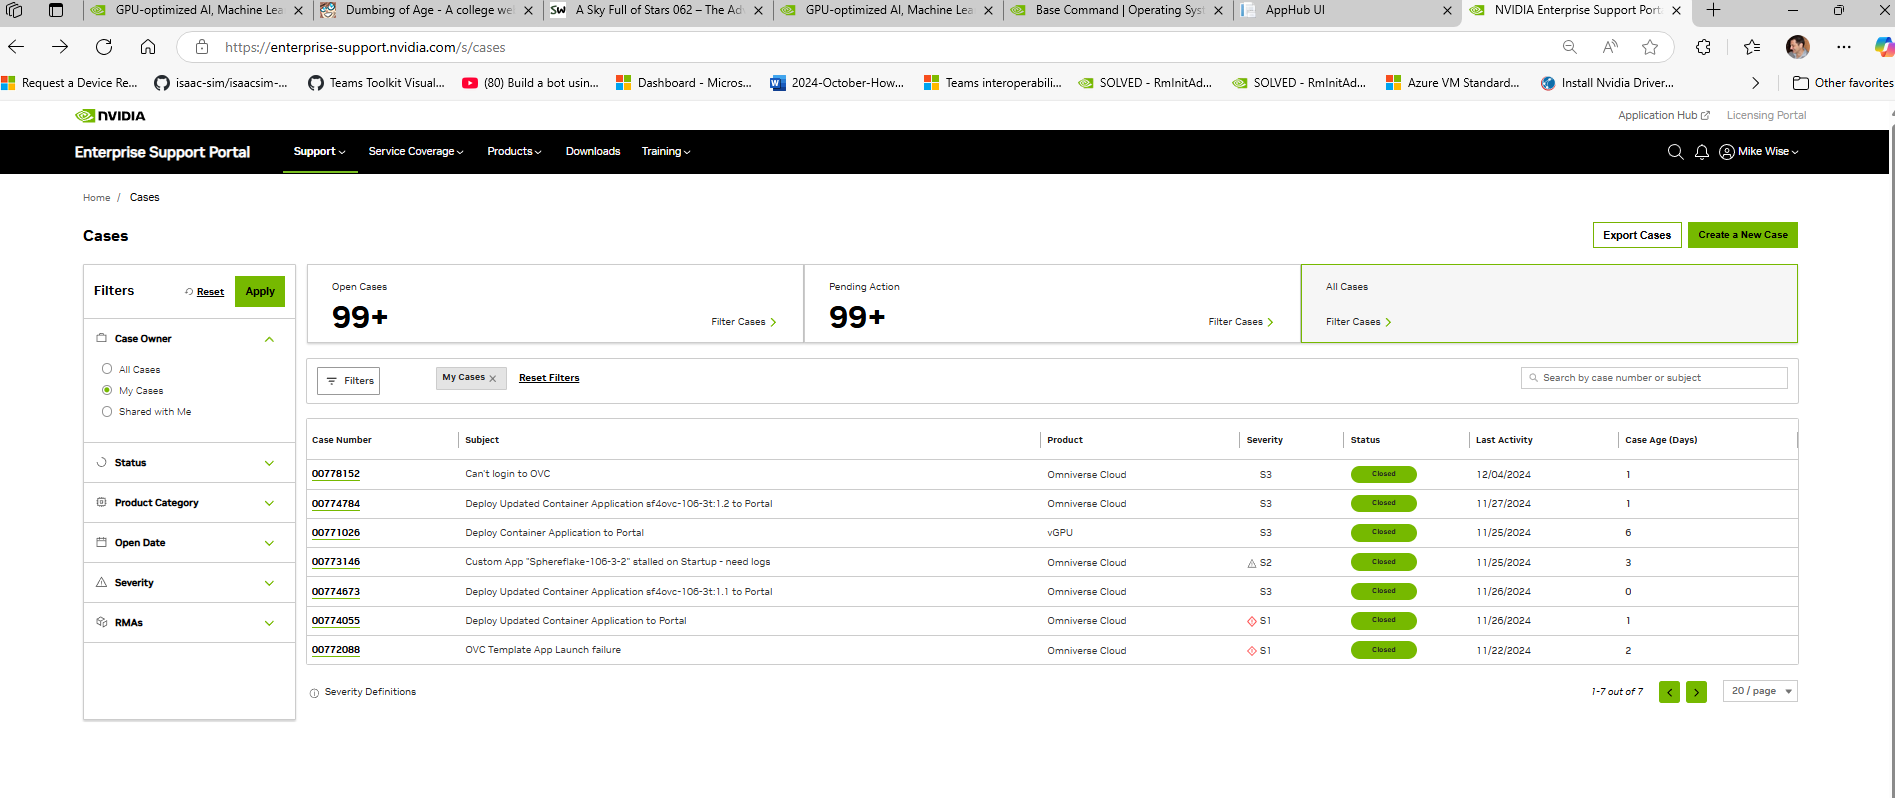 GPU-optimized AI, Machine Lea
Dumbing of Age - A college we
A Sky Full of Stars 062 – The Ad
GPU-optimized AI, Machine Lea
Base Command | Operating Sys
AppHub UI
NVIDIA Enterprise Support Port
https://enterprise-support.nvidia.com/s/cases
Request a Device Re...
isaac-sim/isaacsim-...
Teams Toolkit Visual...
(80) Build a bot usin...
Dashboard - Micros...
2024-October-How...
Teams interoperabili...
SOLVED - RmInitAd...
SOLVED - RmInitAd...
Azure VM Standard...
Install Nvidia Driver...
Other favorites
NVIDIA
Application Hub
Licensing Portal
Enterprise Support Portal
Support
Service Coverage
Products
Downloads
Training
Mike Wise
Home / Cases
Cases
Export Cases
Create a New Case
Filters
Reset
Apply
Case Owner
All Cases
My Cases
Shared with Me
Status
Product Category
Open Date
Severity
RMAs
Open Cases
99+
Filter Cases
Pending Action
99+
Filter Cases
All Cases
Filter Cases
Filters
My Cases
Reset Filters
Search by case number or subject
Case Number Subject Product Severity Status Last Activity Case Age (Days)
00778152 Can't login to OVC Omniverse Cloud S3 Closed 12/04/2024 1
00774784 Deploy Updated Container Application sf4ovc-106-3t:1.2 to Portal Omniverse Cloud S3 Closed 11/27/2024 1
00771026 Deploy Container Application to Portal vGPU S3 Closed 11/25/2024 6
00773146 Custom App "Sphereflake-106-3-2" stalled on Startup - need logs Omniverse Cloud S2 Closed 11/25/2024 3
00774673 Deploy Updated Container Application sf4ovc-106-3t:1.1 to Portal Omniverse Cloud S3 Closed 11/26/2024 0
00774055 Deploy Updated Container Application to Portal Omniverse Cloud S1 Closed 11/26/2024 1
00772088 OVC Template App Launch failure Omniverse Cloud S1 Closed 11/22/2024 2
Severity Definitions
1-7 out of 7
20 / page